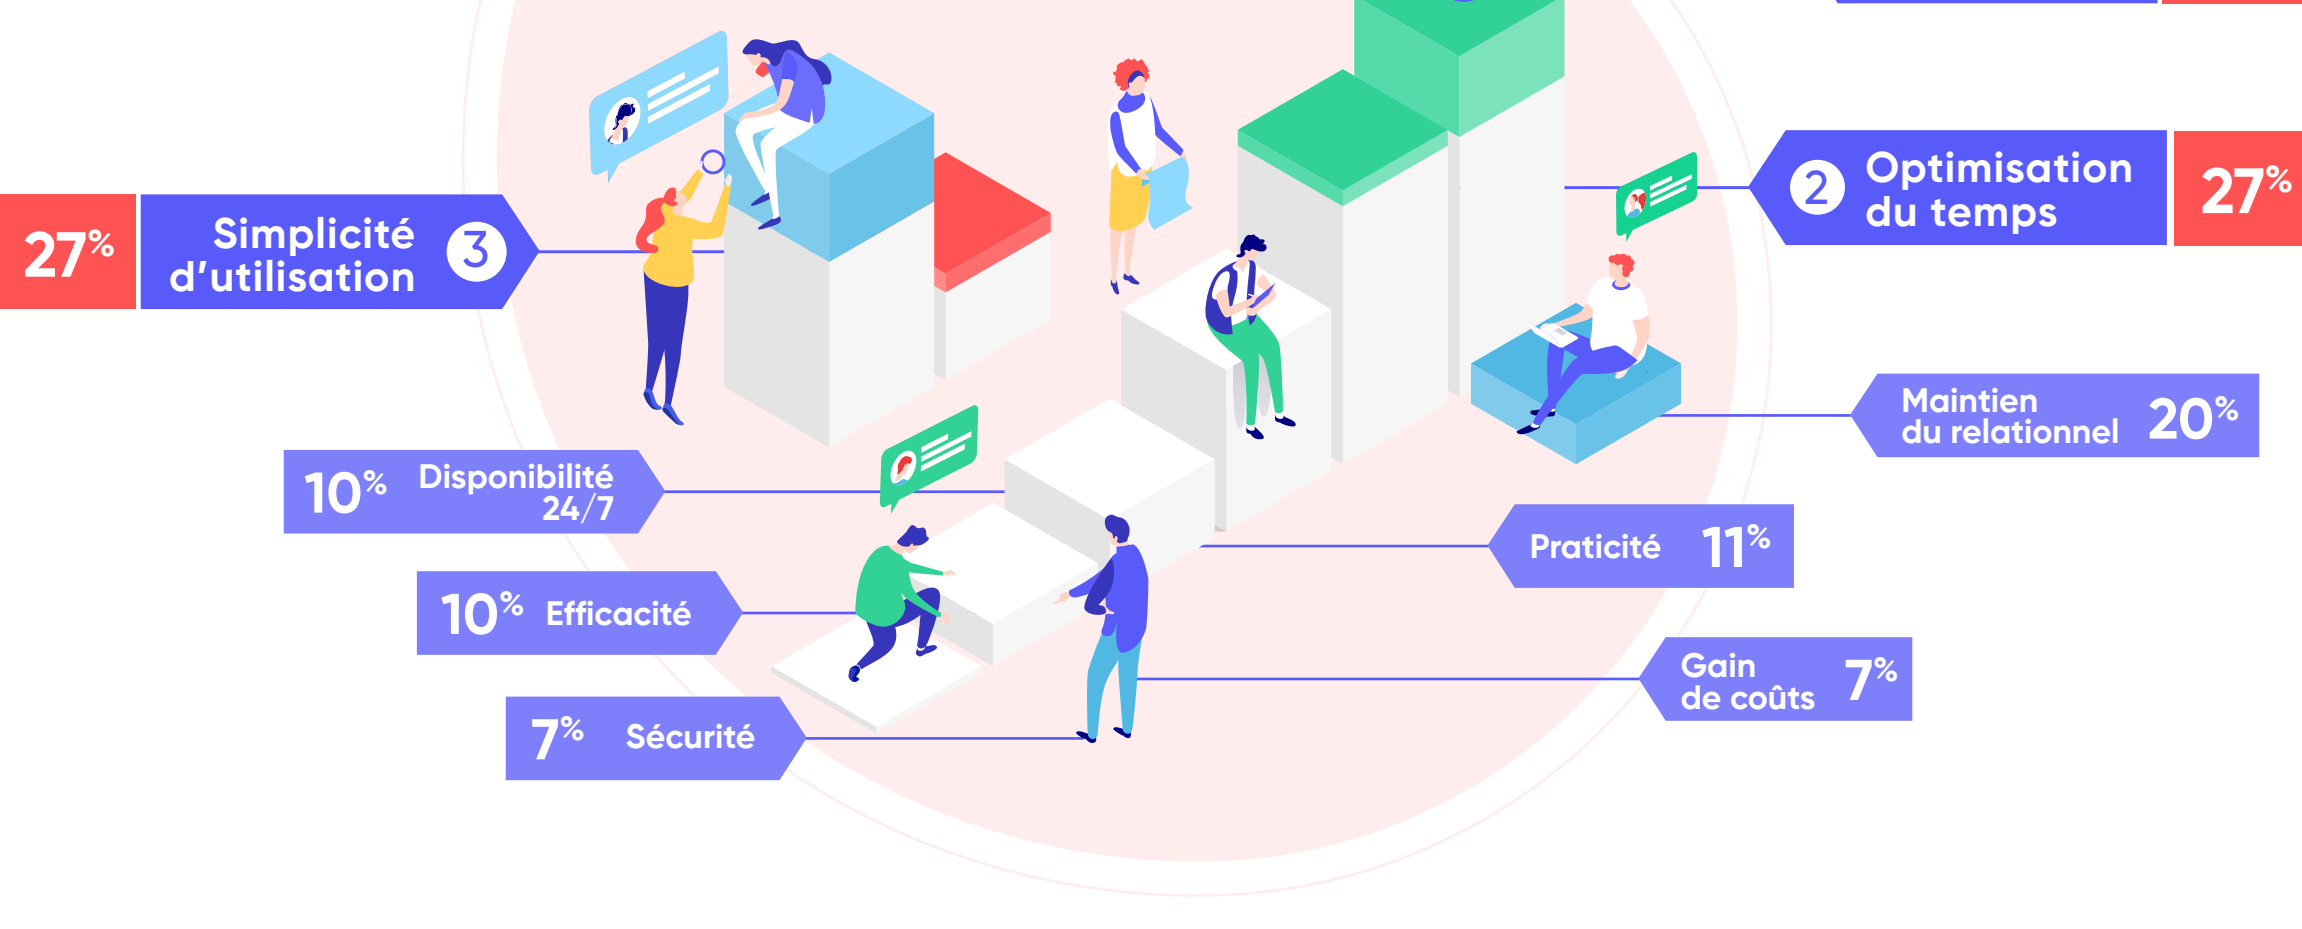 2
Optimisation
du temps
27%
27%
Simplicité
d’utilisation
3
Maintien
du relationnel
20%
10%
Disponibilité
24/7
Praticité
11%
10%
Efficacité
Gain
de coûts
7%
7%
Sécurité